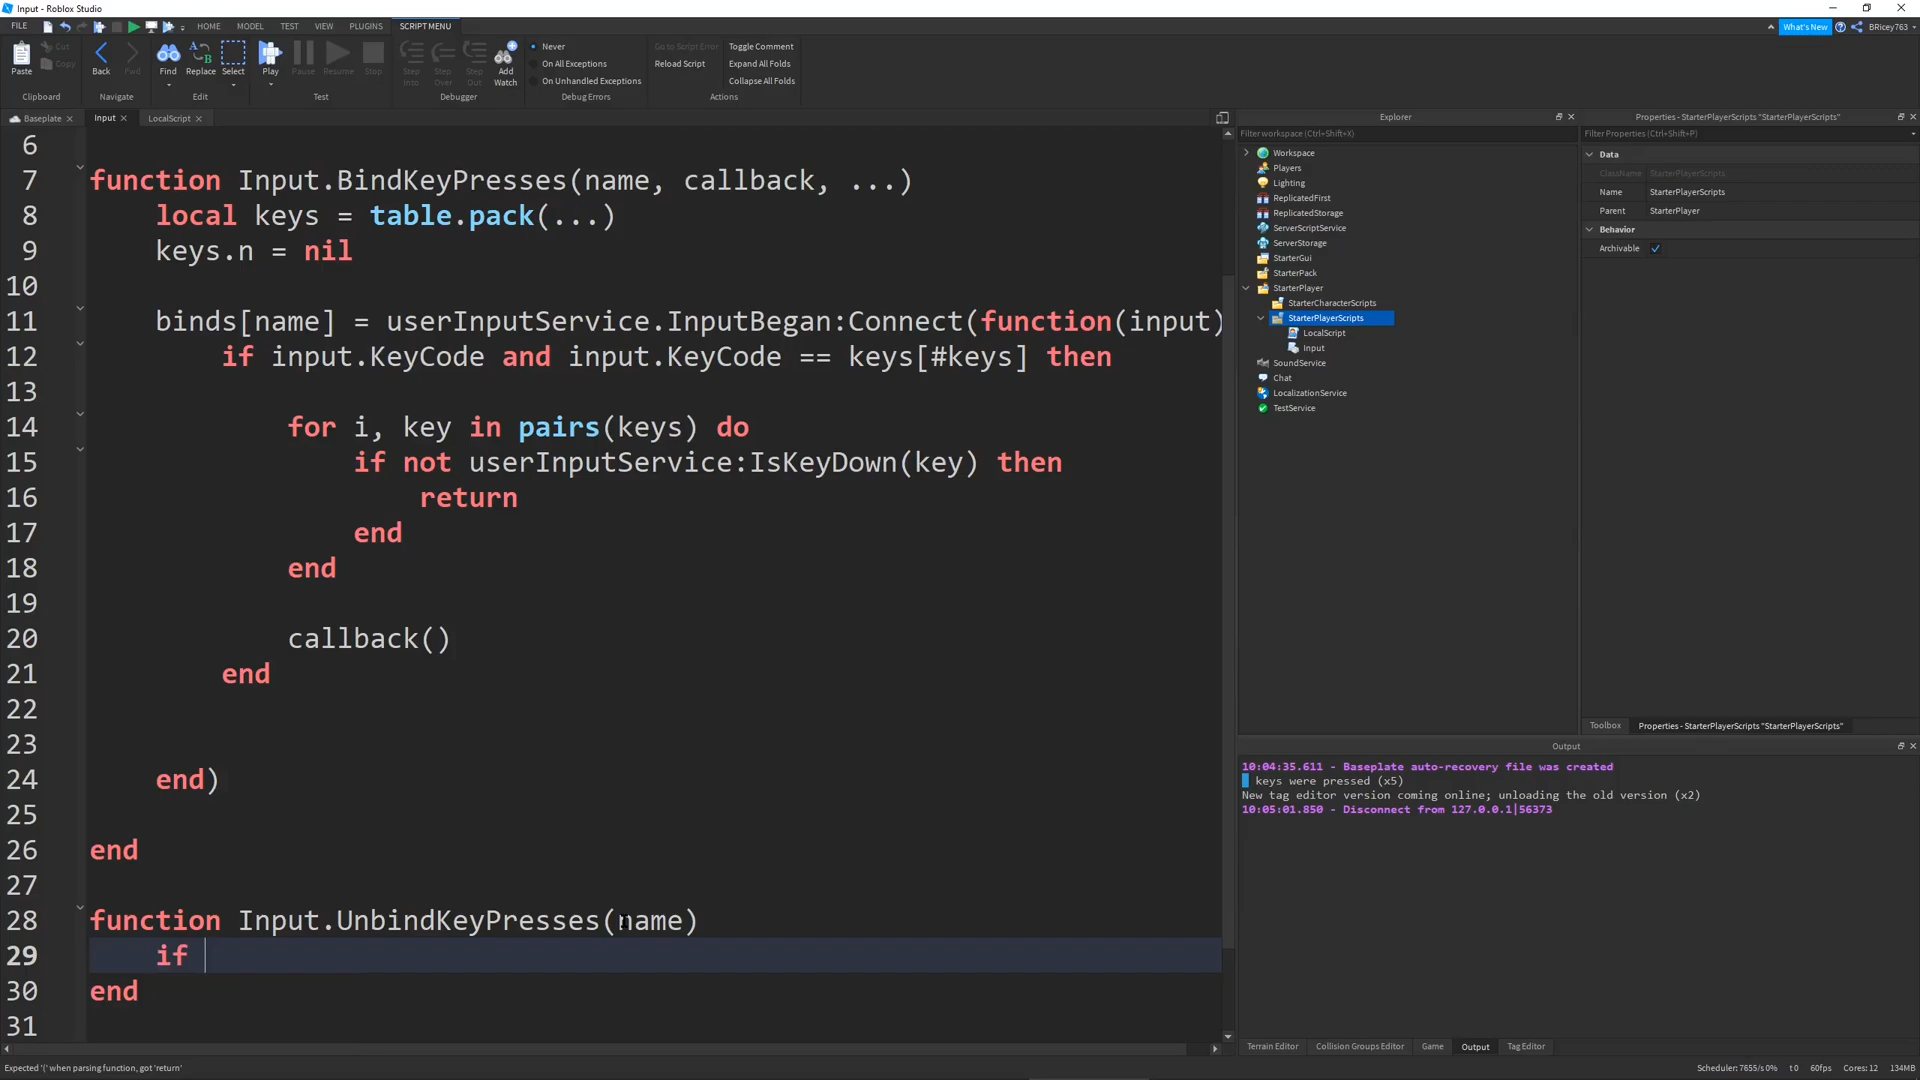 Input - Roblox Studio
FILE HOME MODEL TEST VIEW PLUGINS SCRIPT MENU
What's New BRicey763
Paste Cut Copy Back Fwd Find Replace Select Play Pause Resume Stop Step Into Step Over Step Out Add Watch
Never
On All Exceptions
On Unhandled Exceptions
Go to Script Error
Reload Script
Toggle Comment
Expand All Folds
Collapse All Folds
Clipboard Navigate Edit Test Debugger Debug Errors Actions
Baseplate Input LocalScript
6
7 function Input.BindKeyPresses(name, callback, ...)
8 local keys = table.pack(...)
9 keys.n = nil
10
11 binds[name] = userInputService.InputBegan:Connect(function(input)
12 if input.KeyCode and input.KeyCode == keys[#keys] then
13
14 for i, key in pairs(keys) do
15 if not userInputService:IsKeyDown(key) then
16 return
17 end
18 end
19
20 callback()
21 end
22
23
24 end)
25
26 end
27
28 function Input.UnbindKeyPresses(name)
29 if
30 end
31
Expected '(' when parsing function, got 'return'
Explorer
Filter workspace (Ctrl+Shift+X)
Workspace
Players
Lighting
ReplicatedFirst
ReplicatedStorage
ServerScriptService
ServerStorage
StarterGui
StarterPack
StarterPlayer
StarterCharacterScripts
StarterPlayerScripts
LocalScript
Input
SoundService
Chat
LocalizationService
TestService
Properties - StarterPlayerScripts "StarterPlayerScripts"
Filter Properties (Ctrl+Shift+P)
Data
ClassName StarterPlayerScripts
Name StarterPlayerScripts
Parent StarterPlayer
Behavior
Archivable
Toolbox Properties - StarterPlayerScripts "StarterPlayerScripts"
Output
10:04:35.611 - Baseplate auto-recovery file was created
keys were pressed (x5)
New tag editor version coming online; unloading the old version (x2)
10:05:01.850 - Disconnect from 127.0.0.1|56373
Terrain Editor Collision Groups Editor Game Output Tag Editor
Scheduler: 7655/s 0% t 0 60fps Cores: 12 134MB